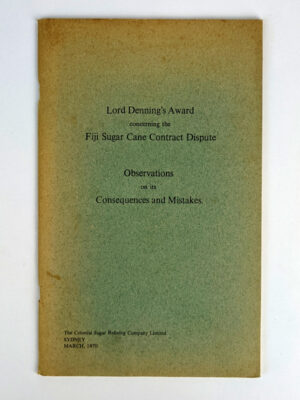 Lord Denning's Award
concerning the
Fiji Sugar Cane Contract Dispute
Observations
on its
Consequences and Mistakes
The Colonial Sugar Refining Company Limited
SYDNEY
MARCH, 1970